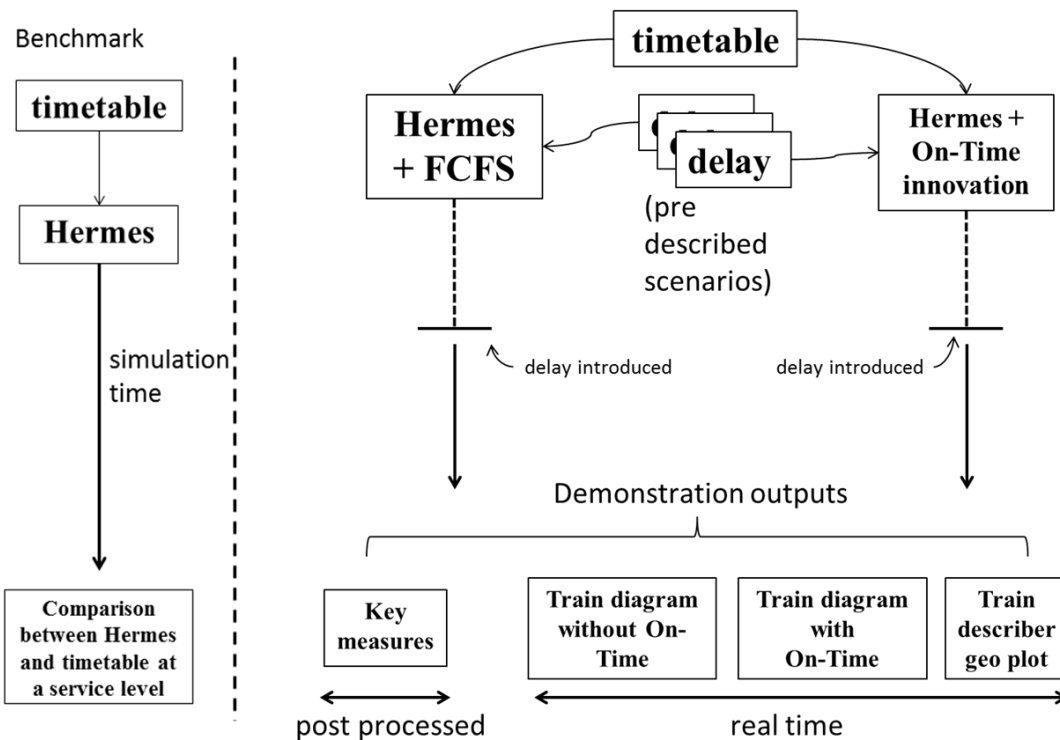 Benchmark
timetable
Hermes
simulation
time
Comparison
between Hermes
and timetable at
a service level
timetable
Hermes
+ FCFS
delay
(pre
described
scenarios)
Hermes +
On-Time
innovation
delay introduced
delay introduced
Demonstration outputs
Key
measures
Train diagram
without On-
Time
Train diagram
with
On-Time
Train
describer
geo plot
post processed
real time